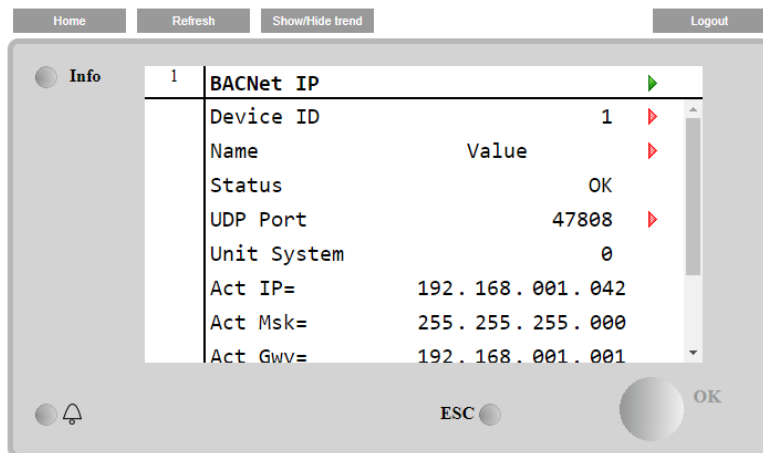 Home Refresh Show/Hide trend Logout
Info
1 BACNet IP
Device ID 1
Name Value
Status OK
UDP Port 47808
Unit System 0
Act IP= 192.168.001.042
Act Msk= 255.255.255.000
Act Gwy= 192.168.001.001
ESC OK